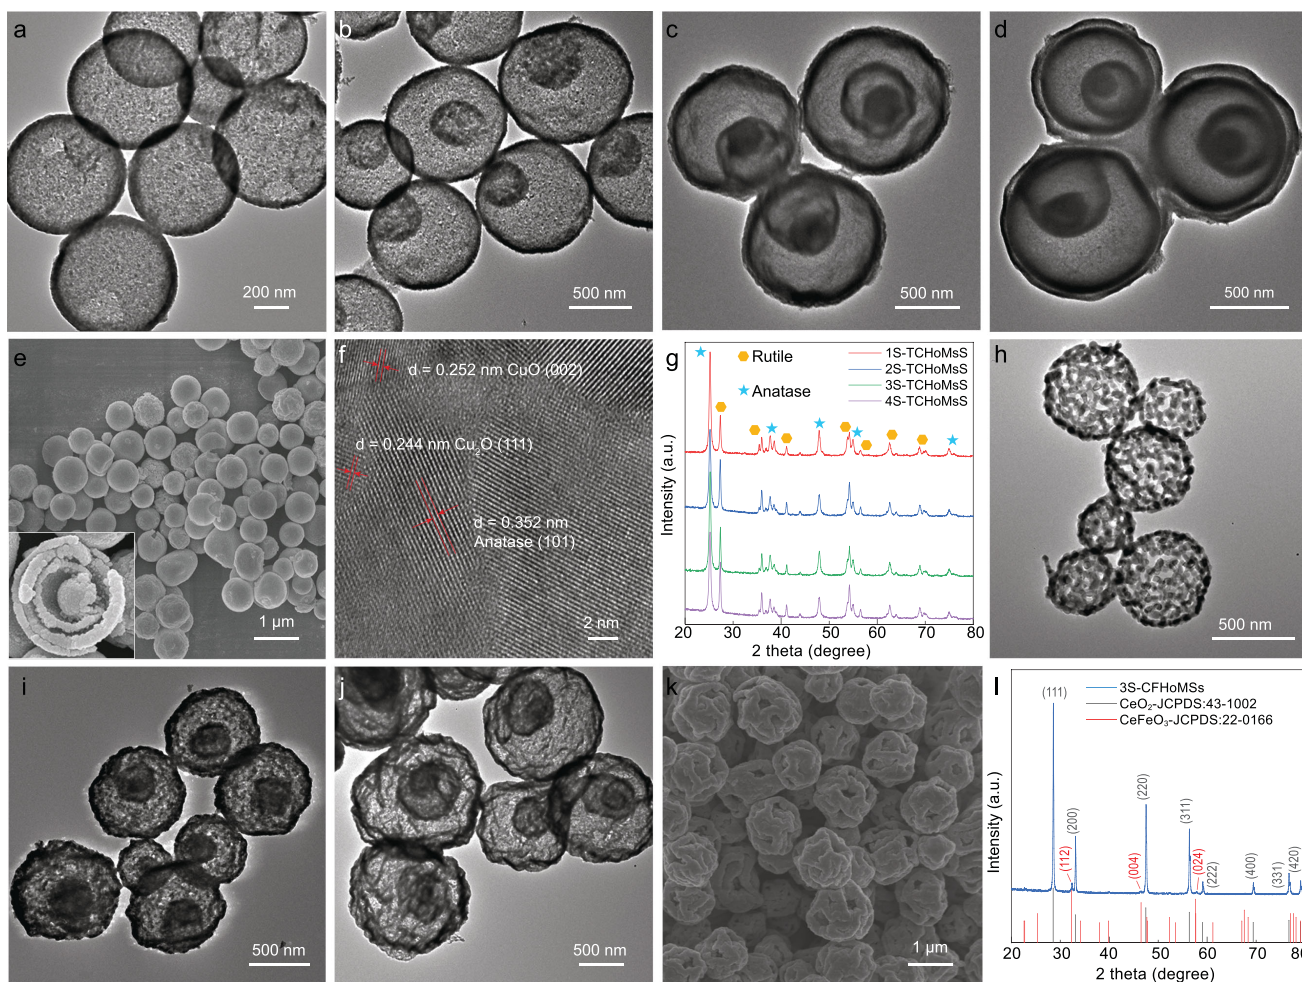 a
200 nm
b
500 nm
c
500 nm
d
500 nm
e
1 µm
f
d = 0.252 nm CuO (002)
d = 0.244 nm Cu₂O (111)
d = 0.352 nm
Anatase (101)
2 nm
g
Rutile
Anatase
1S-TCHoMsS
2S-TCHoMsS
3S-TCHoMsS
4S-TCHoMsS
Intensity (a.u.)
20 30 40 50 60 70 80
2 theta (degree)
h
500 nm
i
500 nm
j
500 nm
k
1 µm
l
3S-CFHoMSs
CeO₂-JCPDS:43-1002
CeFeO₃-JCPDS:22-0166
(111)
(112)
(200)
(004)
(220)
(311)
(024)
(222)
(400)
(331)
(420)
Intensity (a.u.)
20 30 40 50 60 70 80
2 theta (degree)